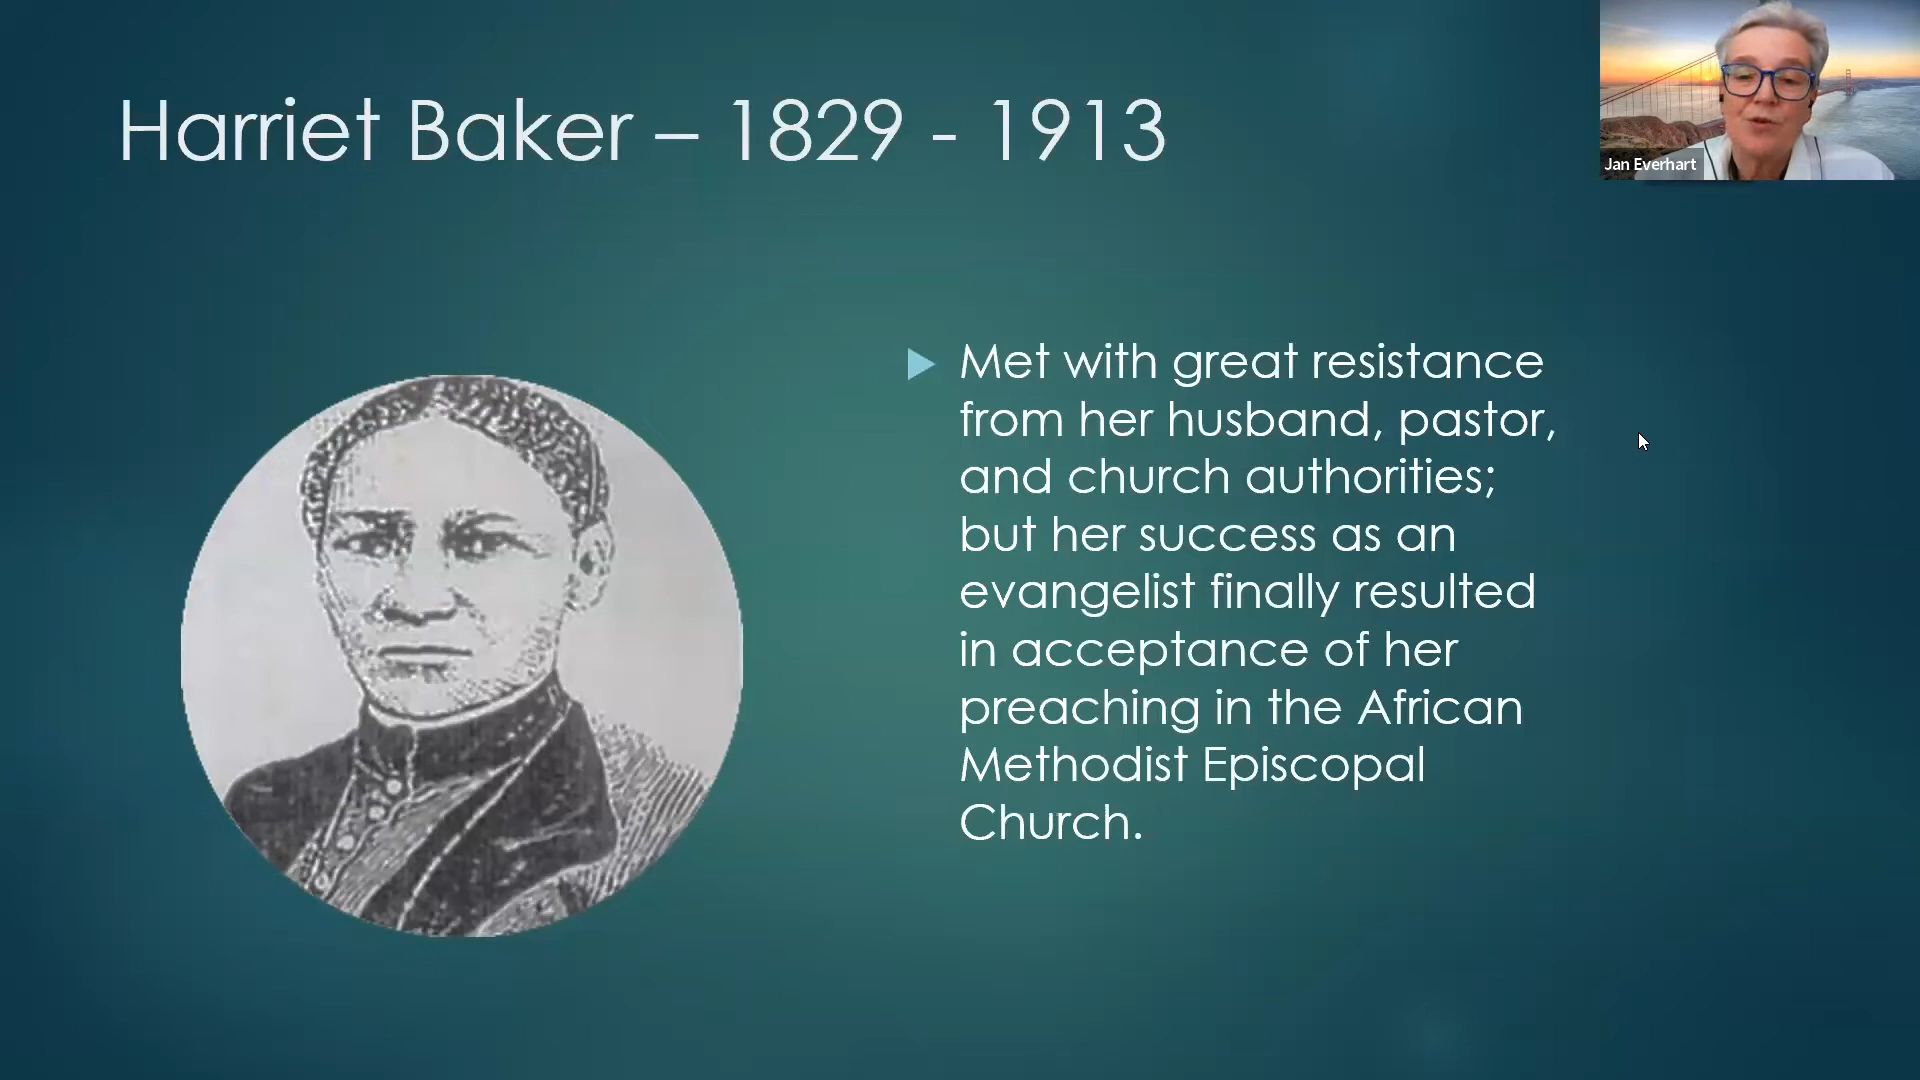 Harriet Baker – 1829 - 1913
Jan Everhart
Met with great resistance
from her husband, pastor,
and church authorities;
but her success as an
evangelist finally resulted
in acceptance of her
preaching in the African
Methodist Episcopal
Church.